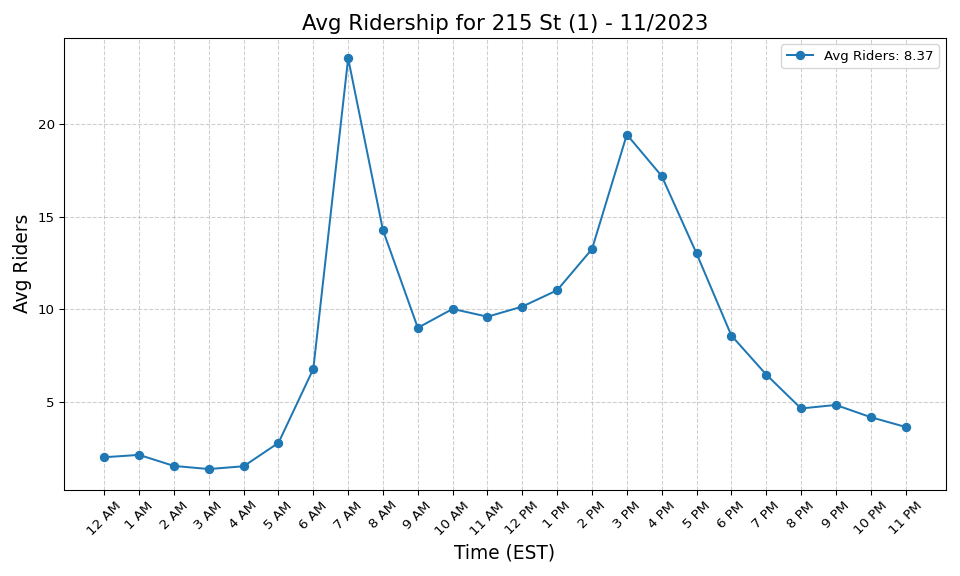 Avg Ridership for 215 St (1) - 11/2023
Avg Riders: 8.37
Avg Riders
20
15
10
5
12 AM
1 AM
2 AM
3 AM
4 AM
5 AM
6 AM
7 AM
8 AM
9 AM
10 AM
11 AM
12 PM
1 PM
2 PM
3 PM
4 PM
5 PM
6 PM
7 PM
8 PM
9 PM
10 PM
11 PM
Time (EST)